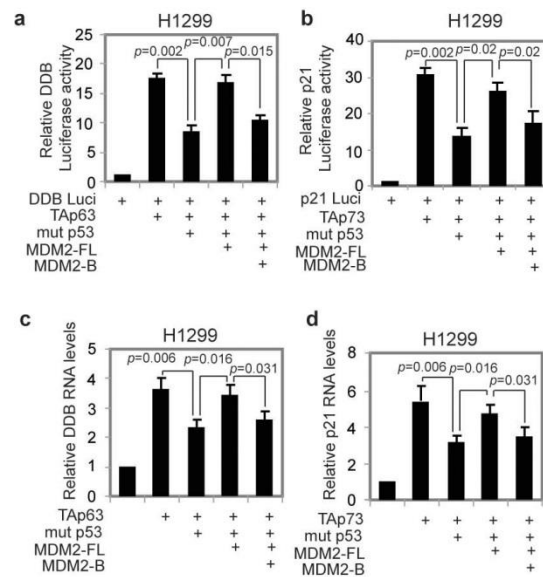 a
H1299
p=0.007
p=0.002
p=0.015
Relative DDB
Luciferase activity
25
20
15
10
5
0
DDB Luci + + + + +
TAp63 + + + +
mut p53 + + +
MDM2-FL + +
MDM2-B +
b
H1299
p=0.002
p=0.02
p=0.02
Relative p21
Luciferase activity
40
30
20
10
0
p21 Luci + + + + +
TAp73 + + + +
mut p53 + + +
MDM2-FL + +
MDM2-B +
c
H1299
p=0.006
p=0.016
p=0.031
Relative DDB RNA levels
5
4
3
2
1
0
TAp63 + + + +
mut p53 + + +
MDM2-FL + +
MDM2-B +
d
H1299
p=0.006
p=0.016
p=0.031
Relative p21 RNA levels
8
6
4
2
0
TAp73 + + + +
mut p53 + + +
MDM2-FL + +
MDM2-B +